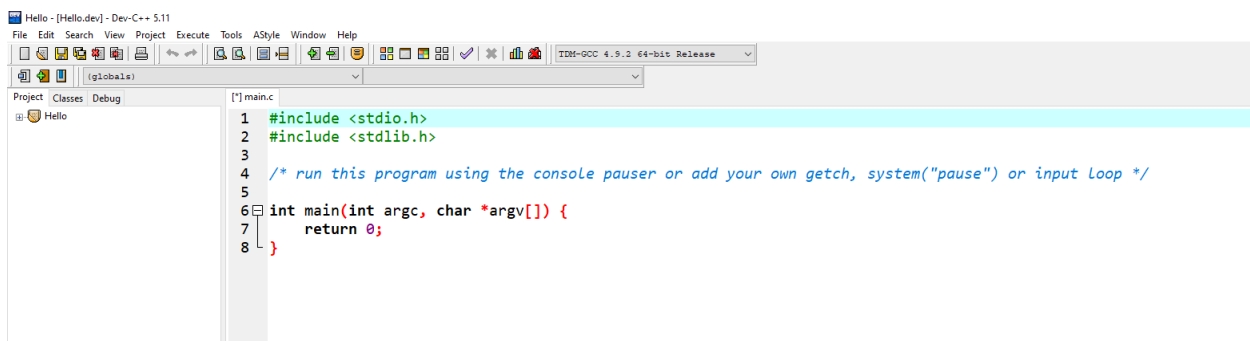 Hello - [Hello.dev] - Dev-C++ 5.11
File Edit Search View Project Execute Tools AStyle Window Help
TDM-GCC 4.9.2 64-bit Release
(globals)
Project Classes Debug
[*] main.c
Hello
1 #include <stdio.h>
2 #include <stdlib.h>
3
4 /* run this program using the console pauser or add your own getch, system("pause") or input loop */
5
6 int main(int argc, char *argv[]) {
7     return 0;
8 }